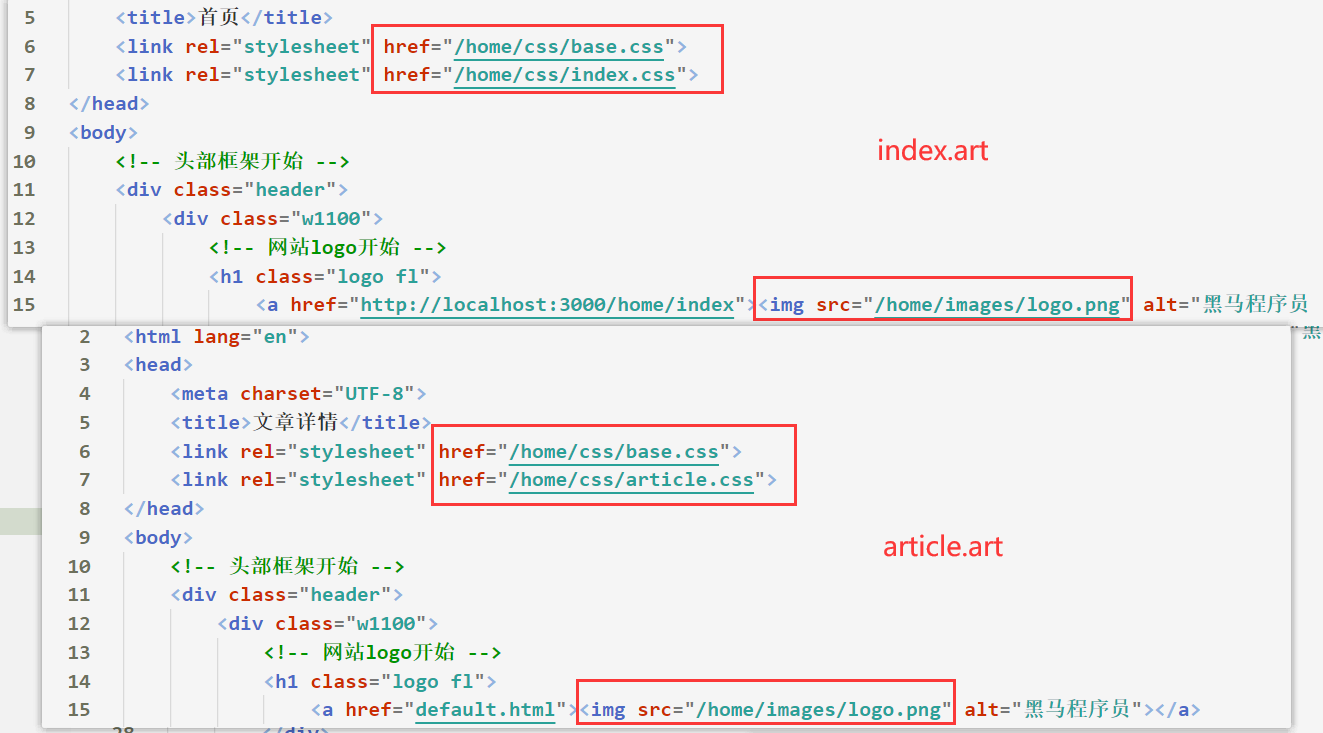 5 <title>首页</title>
6 <link rel="stylesheet" href="/home/css/base.css">
7 <link rel="stylesheet" href="/home/css/index.css">
8 </head>
9 <body>
10 <!-- 头部框架开始 -->
index.art
11 <div class="header">
12 <div class="w1100">
13 <!-- 网站logo开始 -->
14 <h1 class="logo fl">
15 <a href="http://localhost:3000/home/index"><img src="/home/images/logo.png" alt="黑马程序员
2 <html lang="en">
3 <head>
4 <meta charset="UTF-8">
5 <title>文章详情</title>
6 <link rel="stylesheet" href="/home/css/base.css">
7 <link rel="stylesheet" href="/home/css/article.css">
8 </head>
9 <body>
article.art
10 <!-- 头部框架开始 -->
11 <div class="header">
12 <div class="w1100">
13 <!-- 网站logo开始 -->
14 <h1 class="logo fl">
15 <a href="default.html"><img src="/home/images/logo.png" alt="黑马程序员"></a>